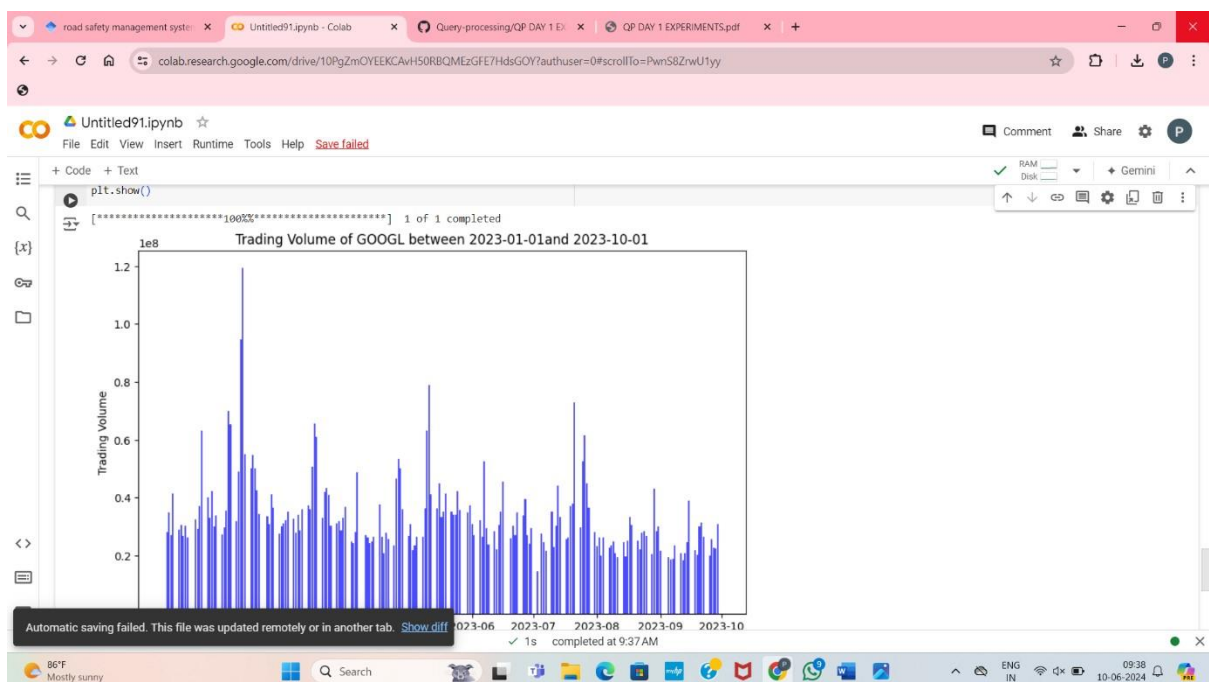 road safety management syste
Untitled91.ipynb - Colab
Query-processing/QP DAY 1 EX
QP DAY 1 EXPERIMENTS.pdf
colab.research.google.com/drive/10PgZmOYEEKCAvH50RBQMEzGFE7HdsGOY?authuser=0#scrollTo=PwnS8ZrwU1yy
Untitled91.ipynb
File Edit View Insert Runtime Tools Help Save failed
Comment Share P
+ Code + Text
RAM
Disk
Gemini
plt.show()
[*********************100%%**********************] 1 of 1 completed
1e8
Trading Volume of GOOGL between 2023-01-01and 2023-10-01
1.2
1.0
0.8
0.6
0.4
0.2
Trading Volume
2023-06 2023-07 2023-08 2023-09 2023-10
Automatic saving failed. This file was updated remotely or in another tab. Show diff
1s completed at 9:37 AM
86°F
Mostly sunny
Search
ENG
IN
09:38
10-06-2024